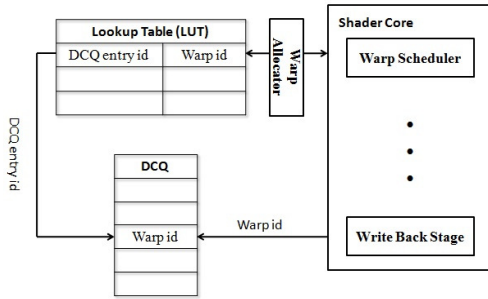 Lookup Table (LUT)
DCQ entry id
Warp id
Warp
Allocator
Shader Core
Warp Scheduler
DCQ entry id
DCQ
Warp id
Warp id
Write Back Stage